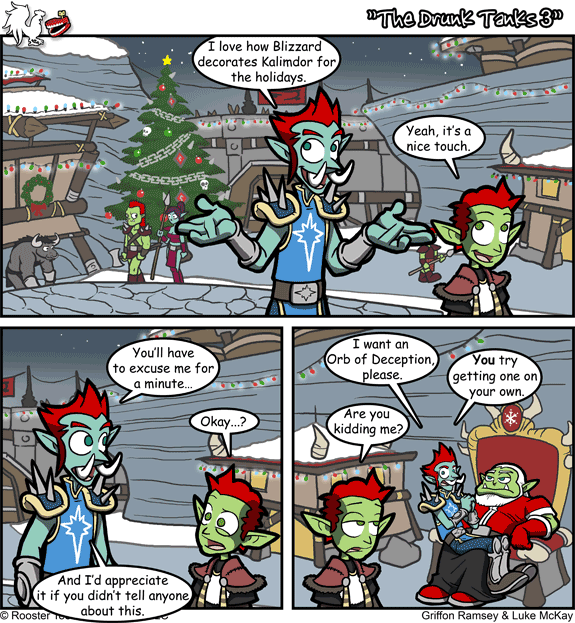 "The Drunk Tanks 3"
I love how Blizzard
decorates Kalimdor for
the holidays.
Yeah, it's a
nice touch.
You'll have
to excuse me for
a minute...
Okay...?
And I'd appreciate
it if you didn't tell anyone
about this.
I want an
Orb of Deception,
please.
You try
getting one on
your own.
Are you
kidding me?
© Rooster
Griffon Ramsey & Luke McKay